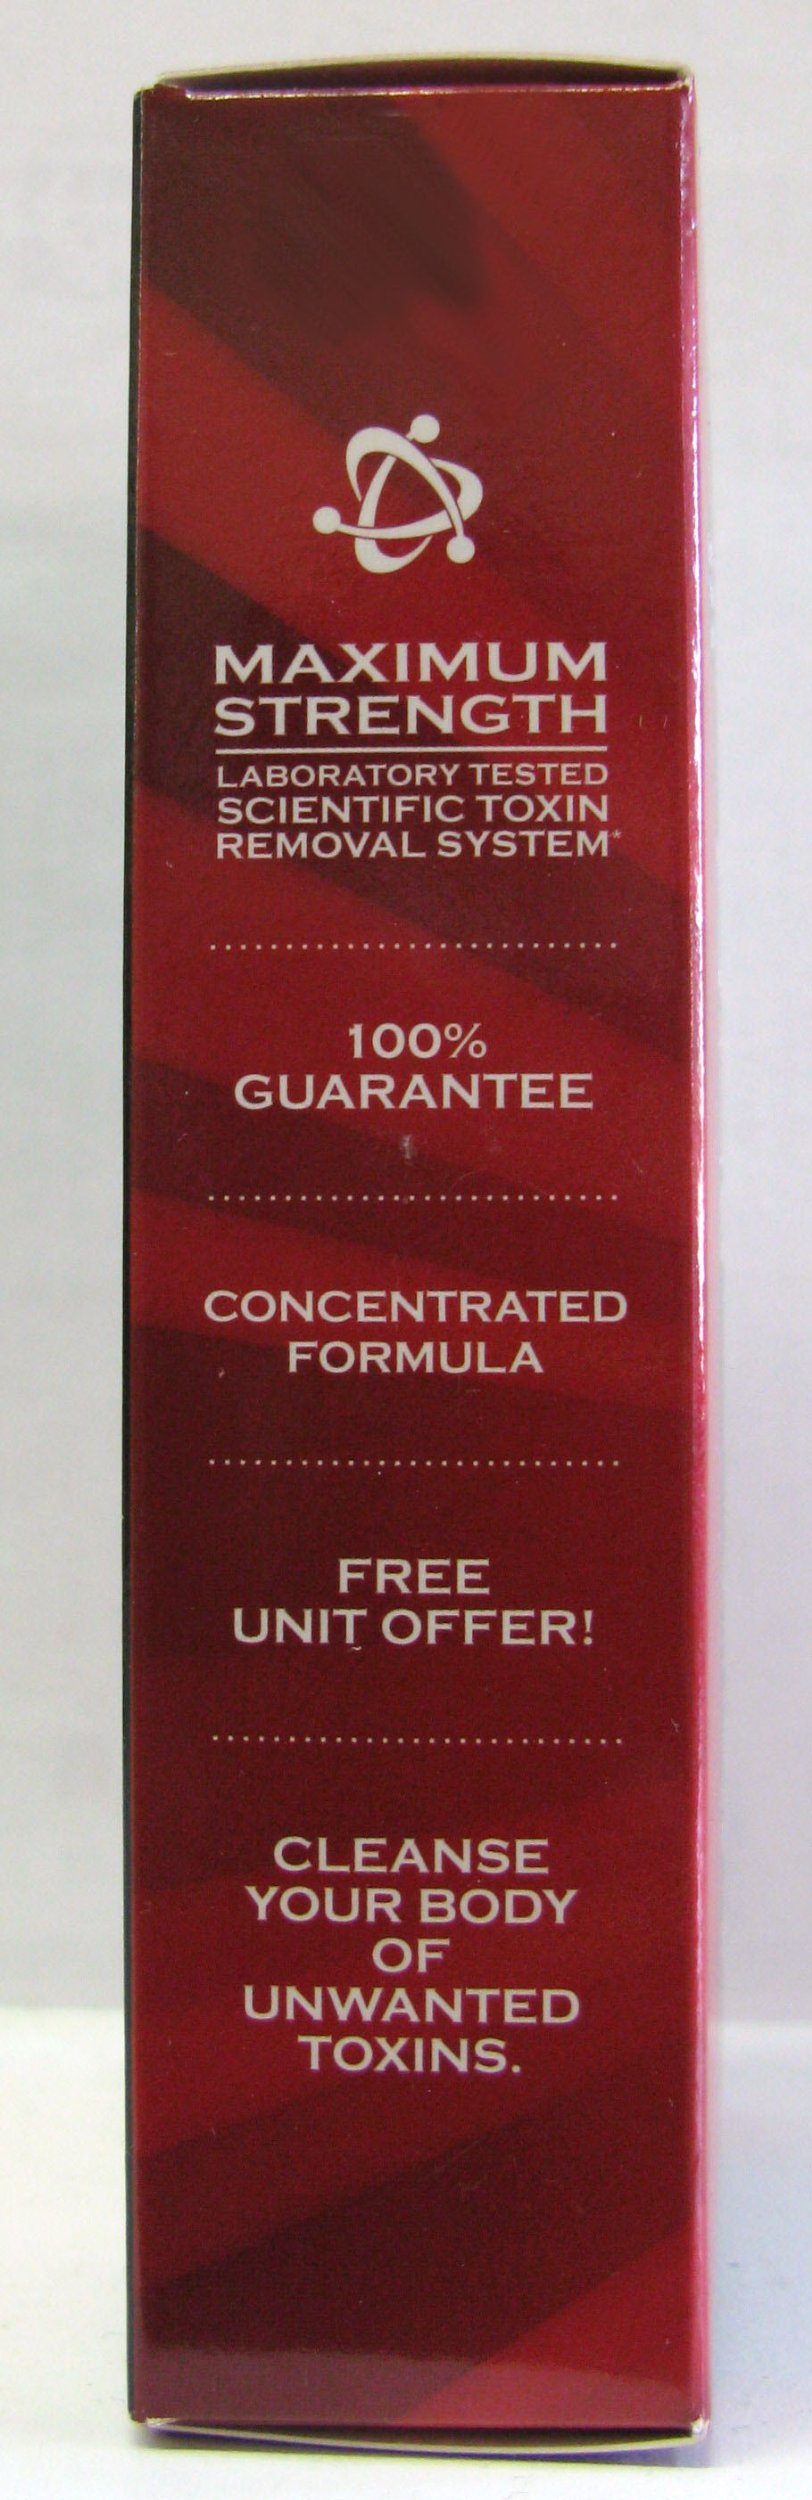 MAXIMUM
STRENGTH
LABORATORY TESTED
SCIENTIFIC TOXIN
REMOVAL SYSTEM*
100%
GUARANTEE
CONCENTRATED
FORMULA
FREE
UNIT OFFER!
CLEANSE
YOUR BODY
OF
UNWANTED
TOXINS.